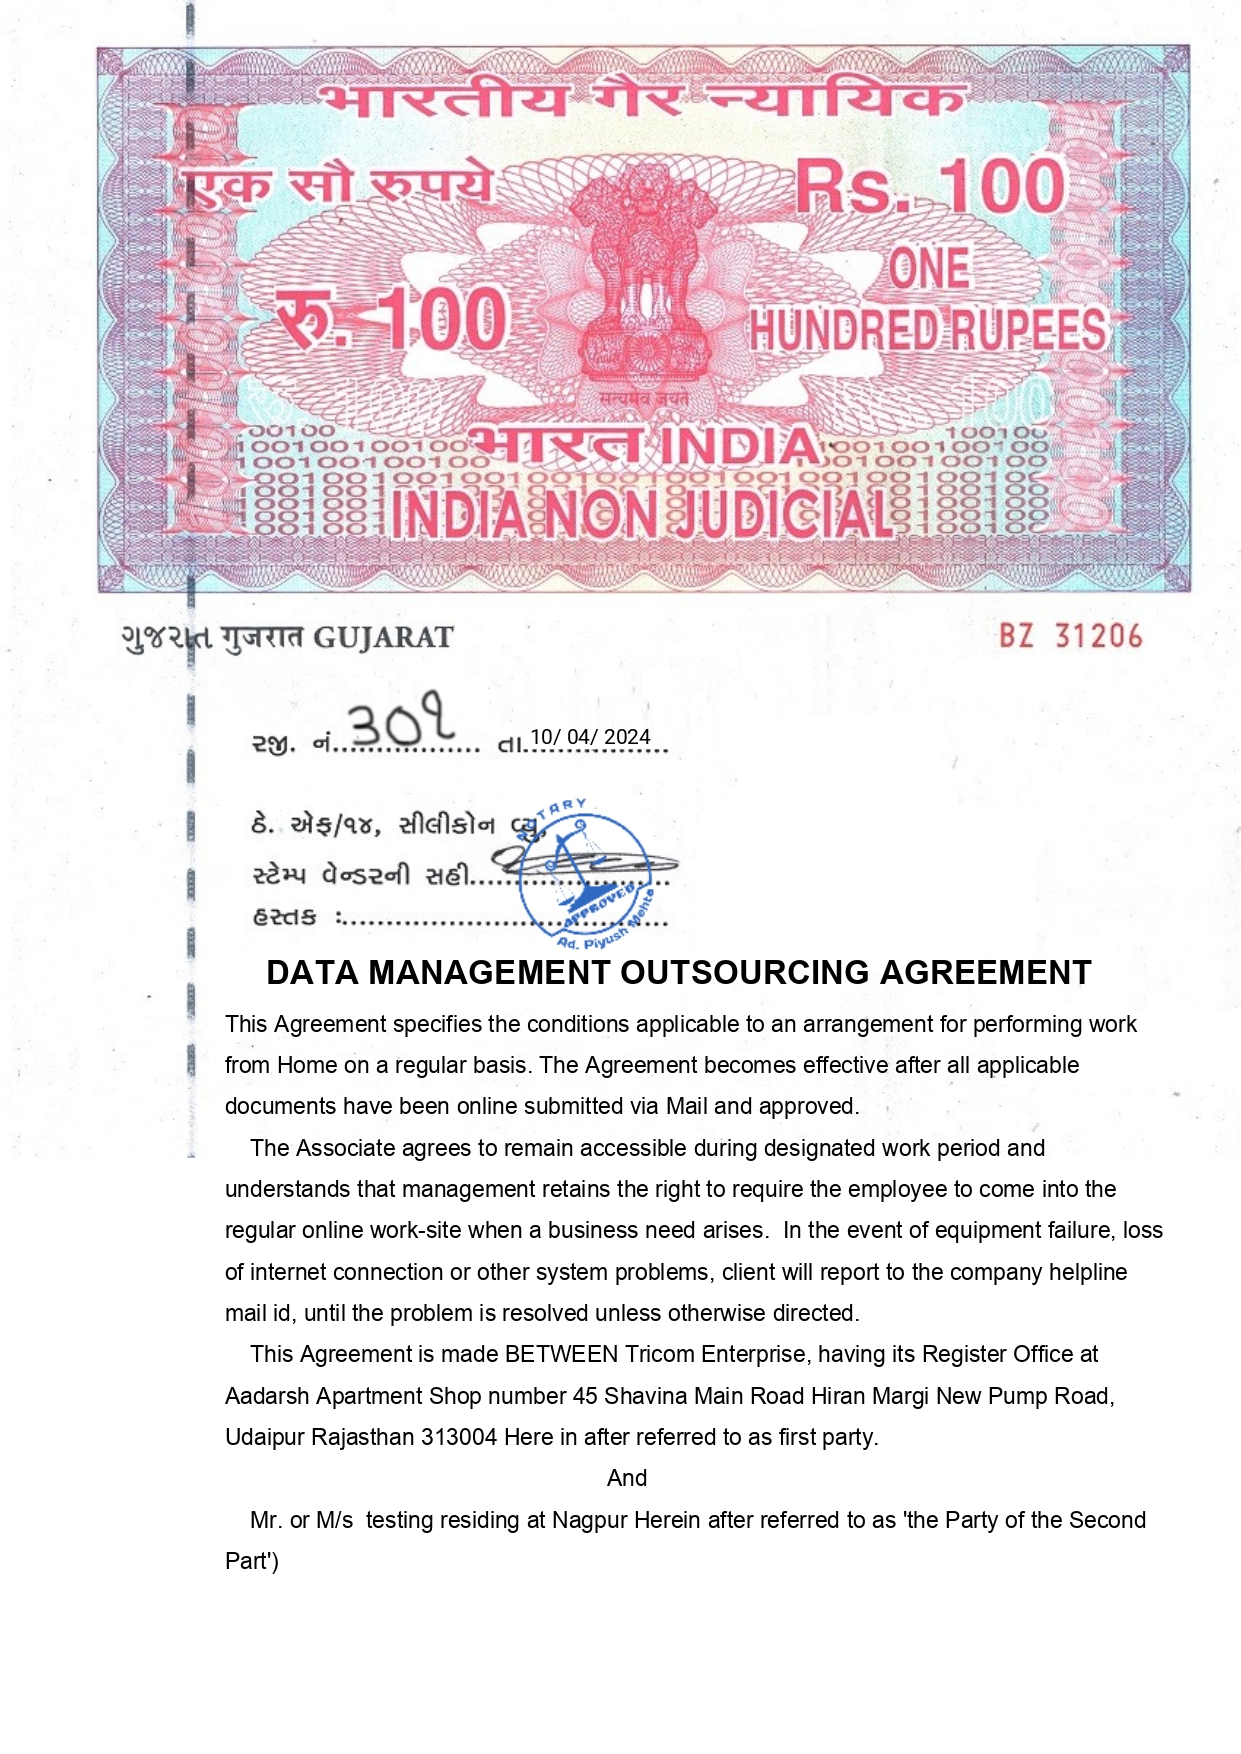 भारतीय गैर न्यायिक
एक सौ रुपये
Rs. 100
रु. 100
ONE
HUNDRED RUPEES
सत्यमेव जयते
भारत INDIA
INDIA NON JUDICIAL
ગુજરાત गुजरात GUJARAT
BZ 31206
રજી. નં. ૩૦૧ તા. 10/ 04/ 2024
ઠે. એફ/૧૪, સીલીકોન વ્યુ,
સ્ટેમ્પ વેન્ડરની સહી
હસ્તક :
NOTARY
APPROVED
Ad. Piyush Mehta
DATA MANAGEMENT OUTSOURCING AGREEMENT
This Agreement specifies the conditions applicable to an arrangement for performing work
from Home on a regular basis. The Agreement becomes effective after all applicable
documents have been online submitted via Mail and approved.
The Associate agrees to remain accessible during designated work period and
understands that management retains the right to require the employee to come into the
regular online work-site when a business need arises. In the event of equipment failure, loss
of internet connection or other system problems, client will report to the company helpline
mail id, until the problem is resolved unless otherwise directed.
This Agreement is made BETWEEN Tricom Enterprise, having its Register Office at
Aadarsh Apartment Shop number 45 Shavina Main Road Hiran Margi New Pump Road,
Udaipur Rajasthan 313004 Here in after referred to as first party.
And
Mr. or M/s testing residing at Nagpur Herein after referred to as 'the Party of the Second
Part')